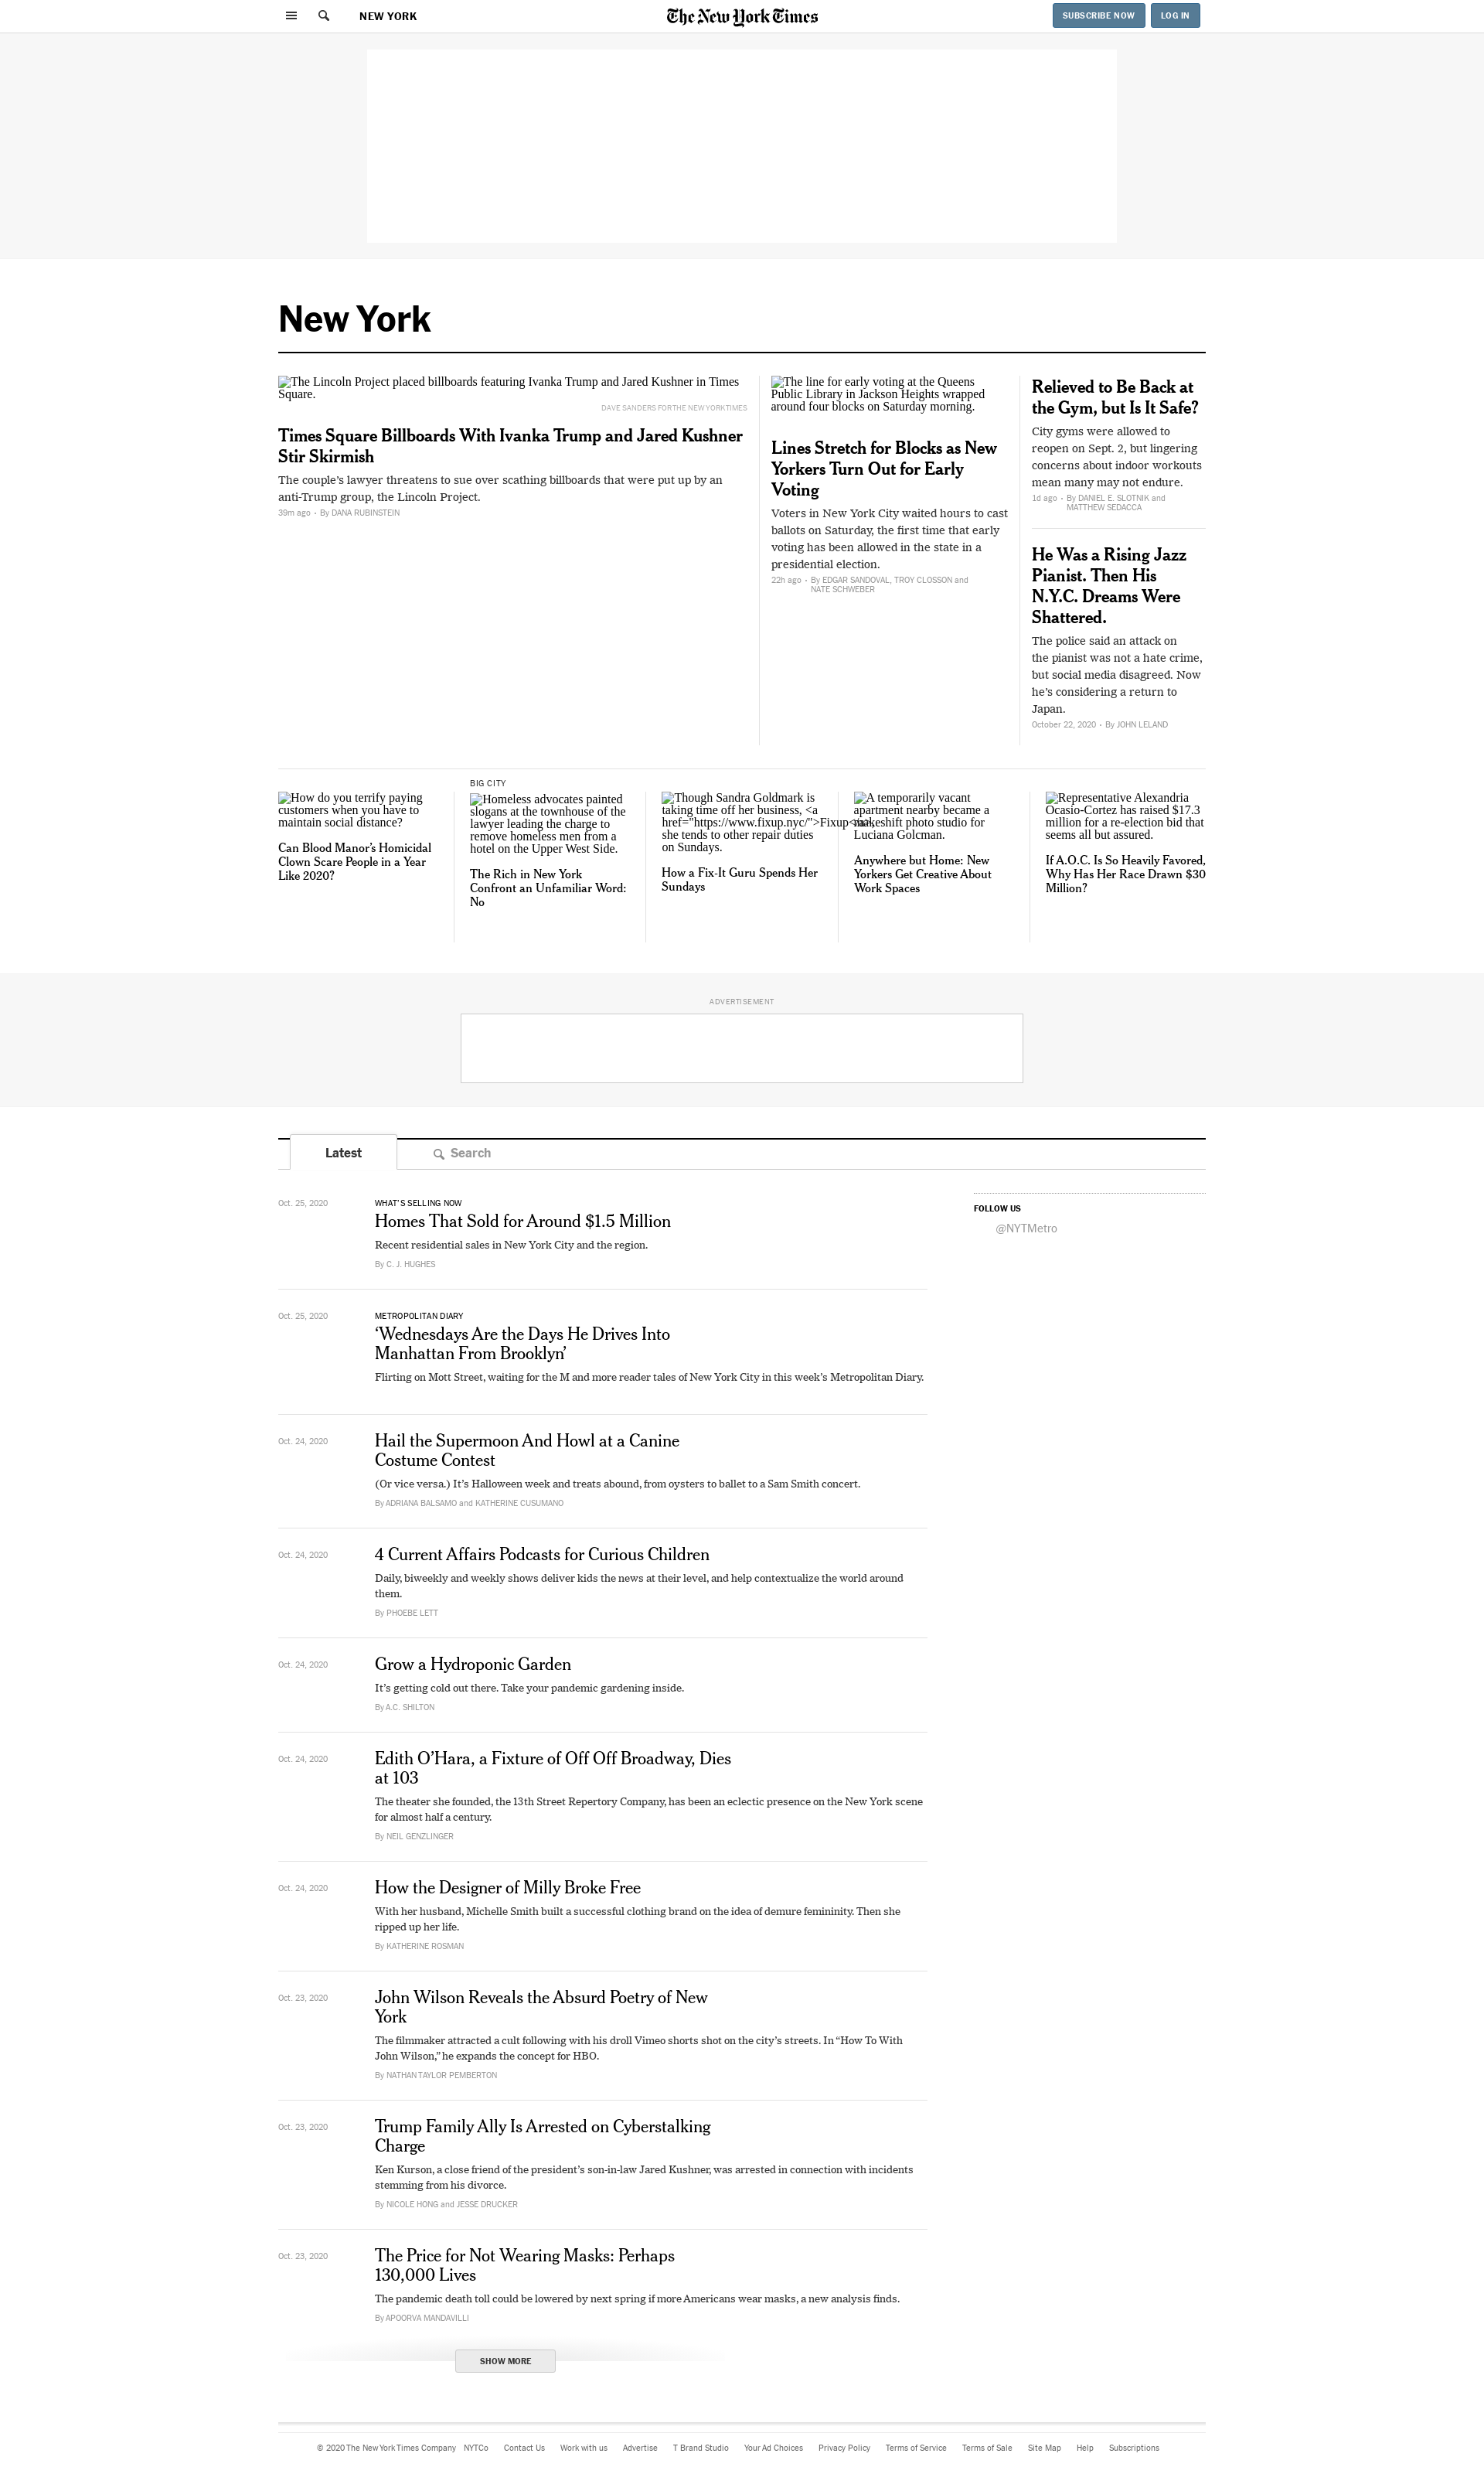 NEW YORK
The New York Times
SUBSCRIBE NOW
LOG IN
New York
The Lincoln Project placed billboards featuring Ivanka Trump and Jared Kushner in Times
Square.
DAVE SANDERS FOR THE NEW YORK TIMES
Times Square Billboards With Ivanka Trump and Jared Kushner
Stir Skirmish
The couple’s lawyer threatens to sue over scathing billboards that were put up by an
anti-Trump group, the Lincoln Project.
39m ago • By DANA RUBINSTEIN
The line for early voting at the Queens
Public Library in Jackson Heights wrapped
around four blocks on Saturday morning.
Lines Stretch for Blocks as New
Yorkers Turn Out for Early
Voting
Voters in New York City waited hours to cast
ballots on Saturday, the first time that early
voting has been allowed in the state in a
presidential election.
22h ago • By EDGAR SANDOVAL, TROY CLOSSON and
NATE SCHWEBER
Relieved to Be Back at
the Gym, but Is It Safe?
City gyms were allowed to
reopen on Sept. 2, but lingering
concerns about indoor workouts
mean many may not endure.
1d ago • By DANIEL E. SLOTNIK and
MATTHEW SEDACCA
He Was a Rising Jazz
Pianist. Then His
N.Y.C. Dreams Were
Shattered.
The police said an attack on
the pianist was not a hate crime,
but social media disagreed. Now
he’s considering a return to
Japan.
October 22, 2020 • By JOHN LELAND
How do you terrify paying
customers when you have to
maintain social distance?
Can Blood Manor’s Homicidal
Clown Scare People in a Year
Like 2020?
BIG CITY
Homeless advocates painted
slogans at the townhouse of the
lawyer leading the charge to
remove homeless men from a
hotel on the Upper West Side.
The Rich in New York
Confront an Unfamiliar Word:
No
Though Sandra Goldmark is
taking time off her business, <a
href="https://www.fixup.nyc/">Fixup</a>,
she tends to other repair duties
on Sundays.
How a Fix-It Guru Spends Her
Sundays
A temporarily vacant
apartment nearby became a
makeshift photo studio for
Luciana Golcman.
Anywhere but Home: New
Yorkers Get Creative About
Work Spaces
Representative Alexandria
Ocasio-Cortez has raised $17.3
million for a re-election bid that
seems all but assured.
If A.O.C. Is So Heavily Favored,
Why Has Her Race Drawn $30
Million?
ADVERTISEMENT
Latest
Search
Oct. 25, 2020
WHAT’S SELLING NOW
Homes That Sold for Around $1.5 Million
Recent residential sales in New York City and the region.
By C. J. HUGHES
FOLLOW US
@NYTMetro
Oct. 25, 2020
METROPOLITAN DIARY
‘Wednesdays Are the Days He Drives Into
Manhattan From Brooklyn’
Flirting on Mott Street, waiting for the M and more reader tales of New York City in this week’s Metropolitan Diary.
Oct. 24, 2020
Hail the Supermoon And Howl at a Canine
Costume Contest
(Or vice versa.) It’s Halloween week and treats abound, from oysters to ballet to a Sam Smith concert.
By ADRIANA BALSAMO and KATHERINE CUSUMANO
Oct. 24, 2020
4 Current Affairs Podcasts for Curious Children
Daily, biweekly and weekly shows deliver kids the news at their level, and help contextualize the world around
them.
By PHOEBE LETT
Oct. 24, 2020
Grow a Hydroponic Garden
It’s getting cold out there. Take your pandemic gardening inside.
By A.C. SHILTON
Oct. 24, 2020
Edith O’Hara, a Fixture of Off Off Broadway, Dies
at 103
The theater she founded, the 13th Street Repertory Company, has been an eclectic presence on the New York scene
for almost half a century.
By NEIL GENZLINGER
Oct. 24, 2020
How the Designer of Milly Broke Free
With her husband, Michelle Smith built a successful clothing brand on the idea of demure femininity. Then she
ripped up her life.
By KATHERINE ROSMAN
Oct. 23, 2020
John Wilson Reveals the Absurd Poetry of New
York
The filmmaker attracted a cult following with his droll Vimeo shorts shot on the city’s streets. In “How To With
John Wilson,” he expands the concept for HBO.
By NATHAN TAYLOR PEMBERTON
Oct. 23, 2020
Trump Family Ally Is Arrested on Cyberstalking
Charge
Ken Kurson, a close friend of the president’s son-in-law Jared Kushner, was arrested in connection with incidents
stemming from his divorce.
By NICOLE HONG and JESSE DRUCKER
Oct. 23, 2020
The Price for Not Wearing Masks: Perhaps
130,000 Lives
The pandemic death toll could be lowered by next spring if more Americans wear masks, a new analysis finds.
By APOORVA MANDAVILLI
SHOW MORE
© 2020 The New York Times Company NYTCo Contact Us Work with us Advertise T Brand Studio Your Ad Choices Privacy Policy Terms of Service Terms of Sale Site Map Help Subscriptions